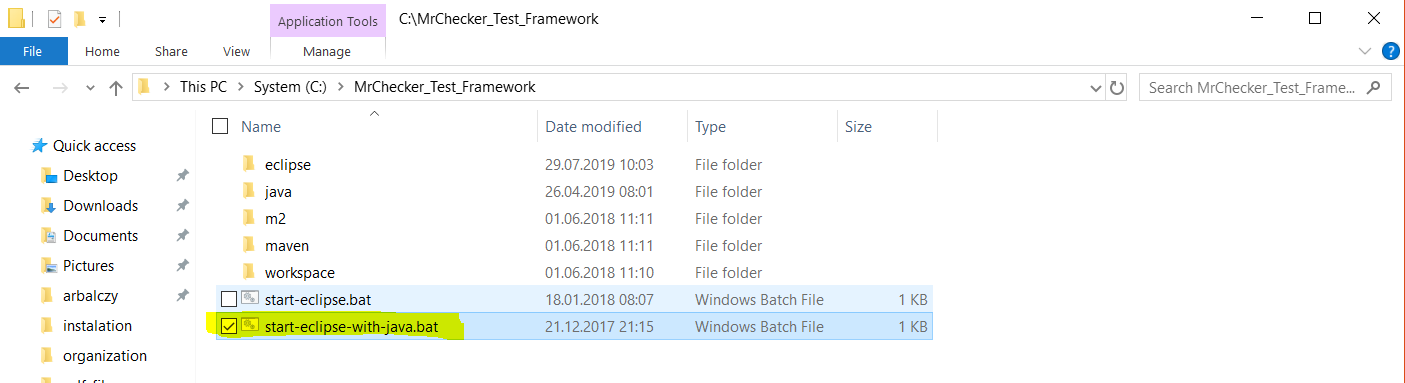 Application Tools C:\MrChecker_Test_Framework
File Home Share View Manage
This PC System (C:) MrChecker_Test_Framework
Search MrChecker_Test_Frame...
Name Date modified Type Size
Quick access
Desktop
Downloads
Documents
Pictures
arbalczy
instalation
organization
eclipse 29.07.2019 10:03 File folder
java 26.04.2019 08:01 File folder
m2 01.06.2018 11:11 File folder
maven 01.06.2018 11:11 File folder
workspace 01.06.2018 11:10 File folder
start-eclipse.bat 18.01.2018 08:07 Windows Batch File 1 KB
start-eclipse-with-java.bat 21.12.2017 21:15 Windows Batch File 1 KB